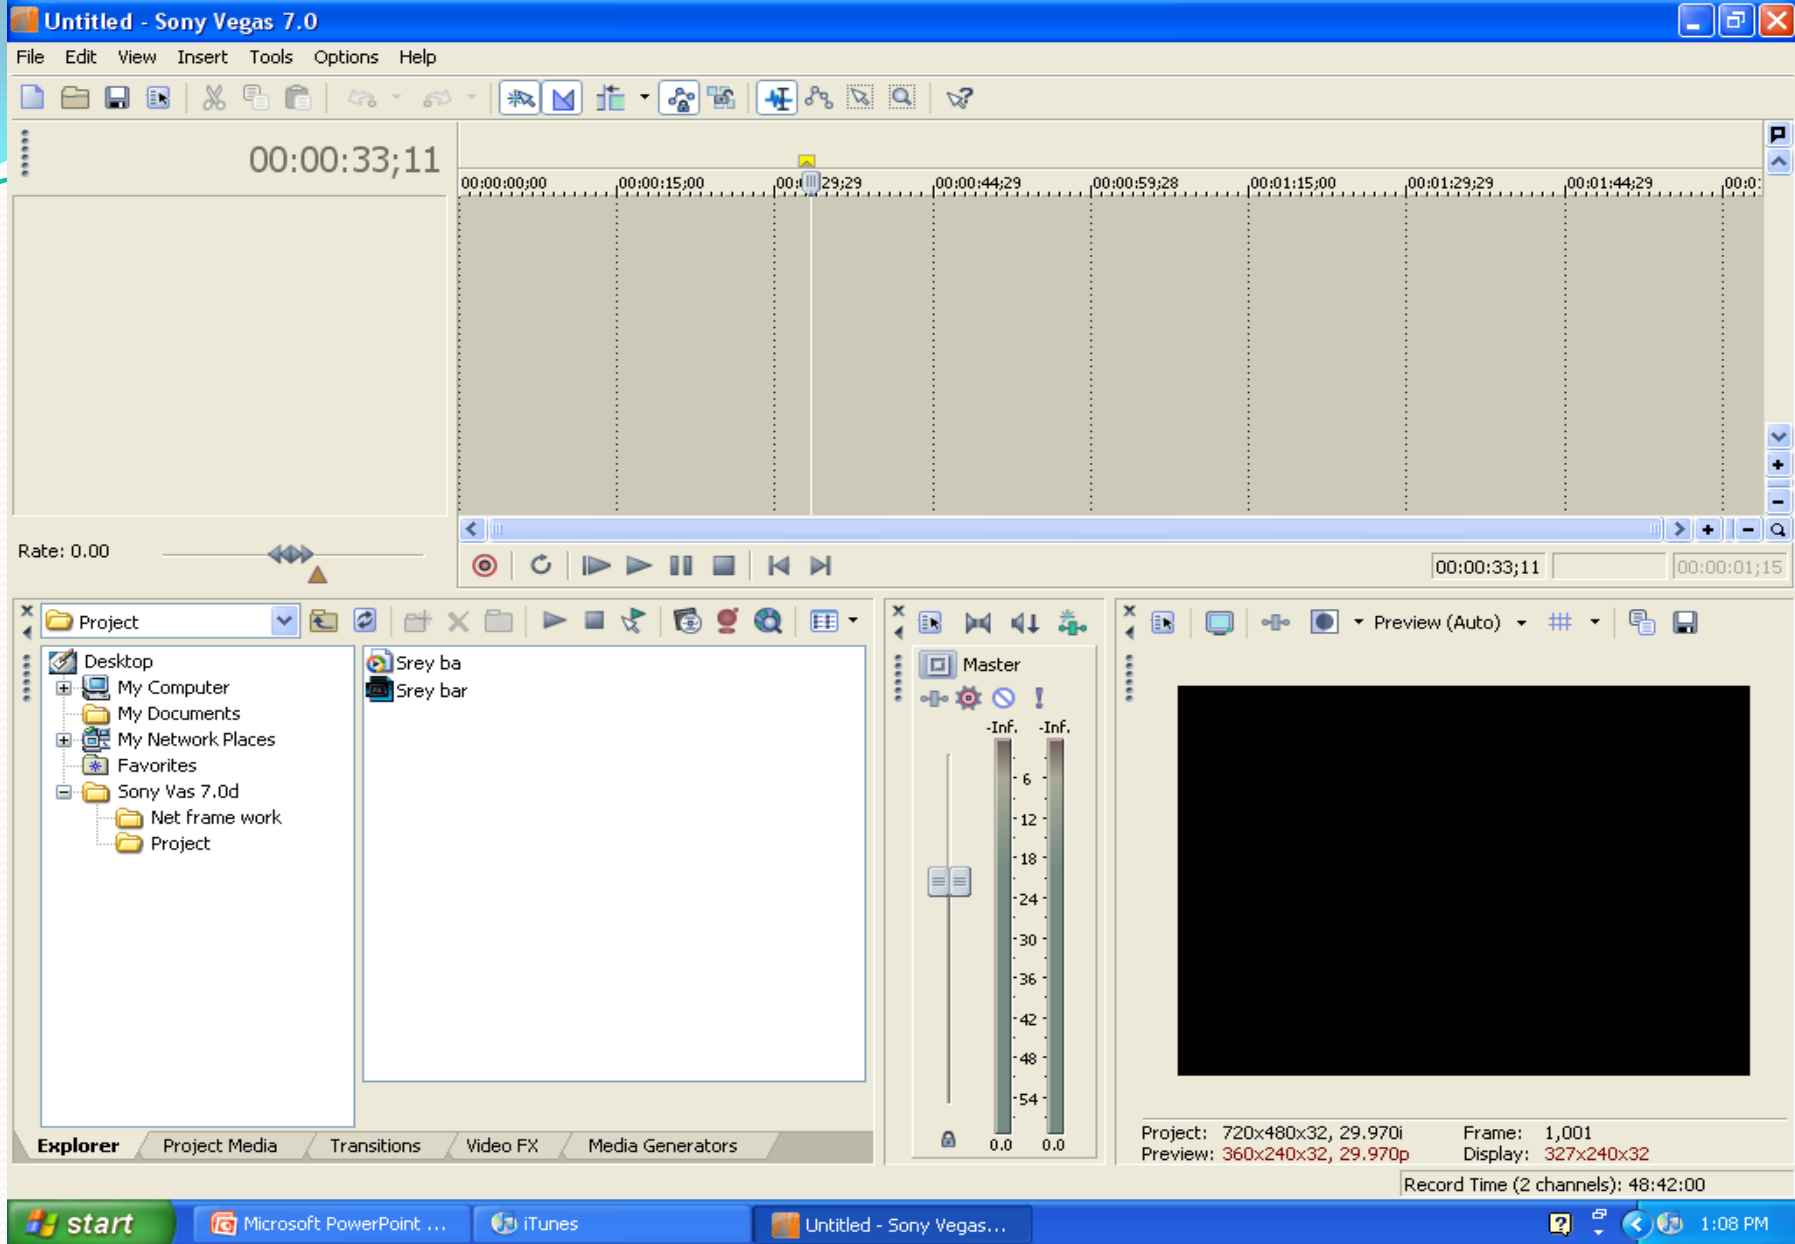 Untitled - Sony Vegas 7.0
File Edit View Insert Tools Options Help
00:00:33;11
00:00:00;00 00:00:15;00 29;29 00:00:44;29 00:00:59;28 00:01:15;00 00:01:29;29 00:01:44;29 00:0:
Rate: 0.00
00:00:33;11 00:00:01;15
Project
Preview (Auto)
Desktop
My Computer
My Documents
My Network Places
Favorites
Sony Vas 7.0d
Net frame work
Project
Srey ba
Srey bar
Master
-Inf. -Inf.
6
12
18
24
30
36
42
48
54
0.0 0.0
Explorer Project Media Transitions Video FX Media Generators
Project: 720x480x32, 29.970i Frame: 1,001
Preview: 360x240x32, 29.970p Display: 327x240x32
Record Time (2 channels): 48:42:00
start Microsoft PowerPoint ... iTunes Untitled - Sony Vegas... 1:08 PM